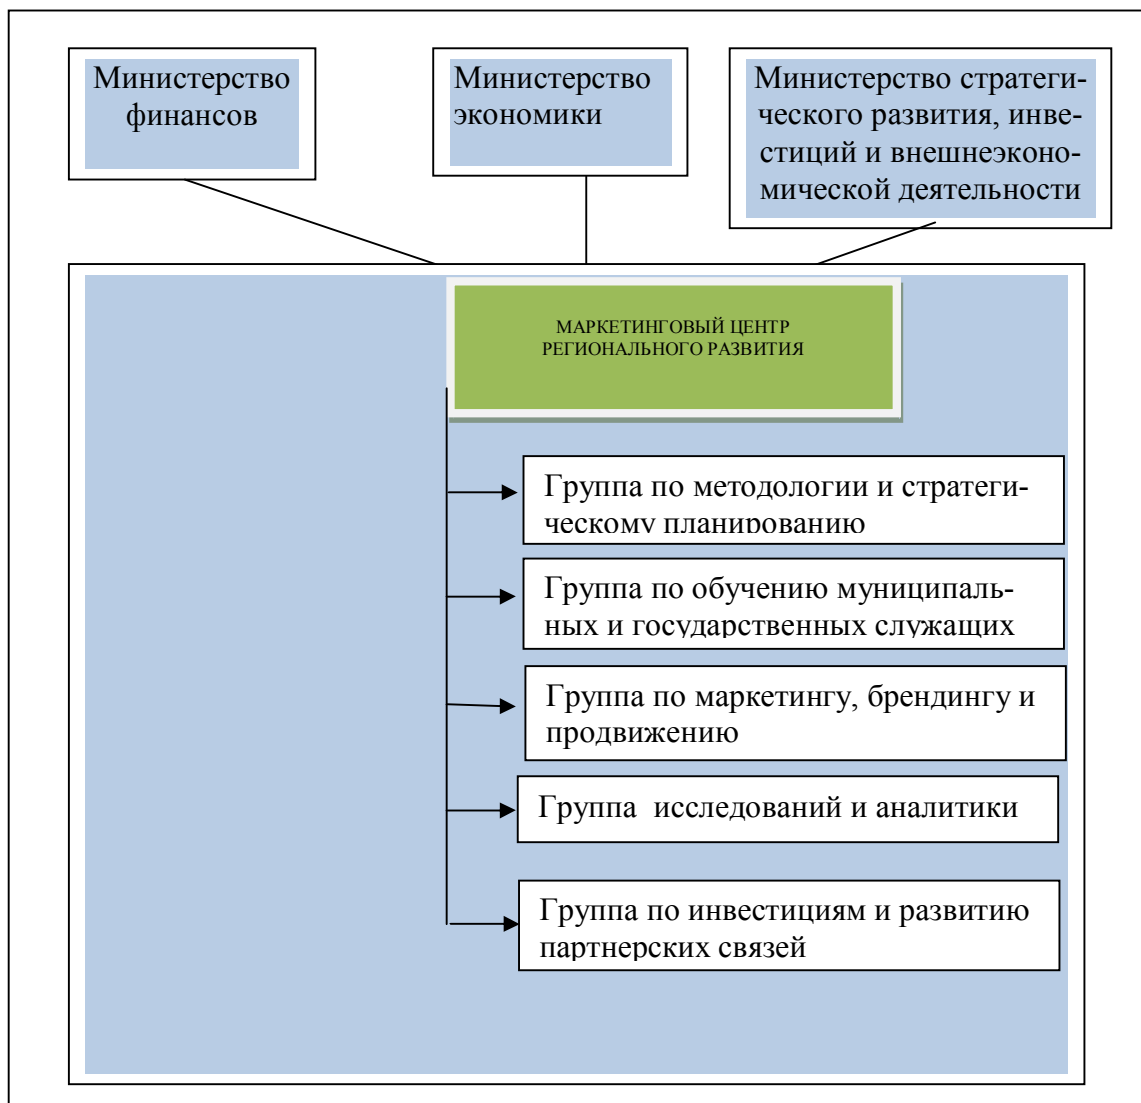 Министерство
финансов
Министерство
экономики
Министерство стратеги-
ческого развития, инве-
стиций и внешнеэконо-
мической деятельности
МАРКЕТИНГОВЫЙ ЦЕНТР
РЕГИОНАЛЬНОГО РАЗВИТИЯ
Группа по методологии и стратеги-
ческому планированию
Группа по обучению муниципаль-
ных и государственных служащих
Группа по маркетингу, брендингу и
продвижению
Группа исследований и аналитики
Группа по инвестициям и развитию
партнерских связей